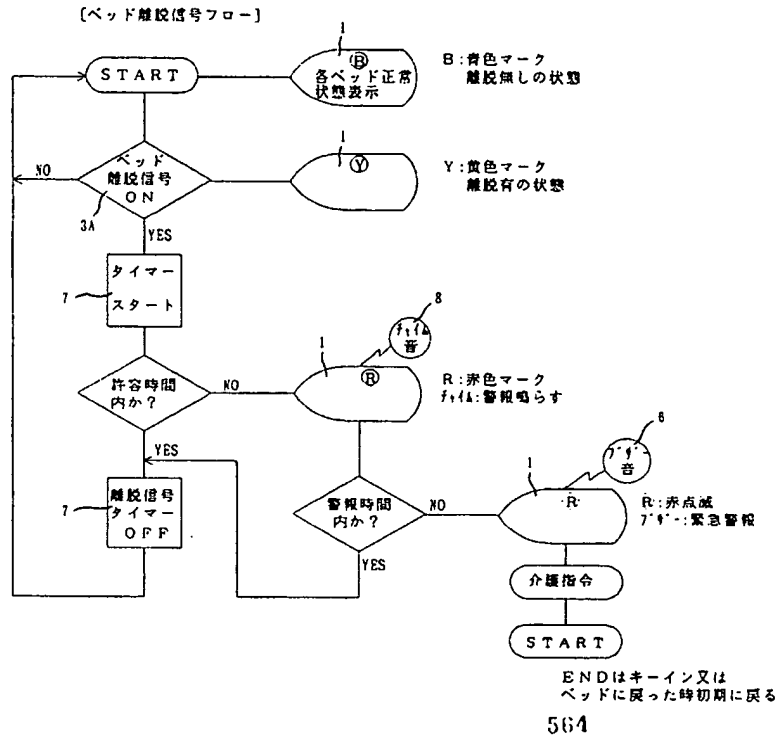 [ベッド離脱信号フロー]
START
1
B
各ベッド正常
状態表示
B:青色マーク
離脱無しの状態
NO
ベッド
離脱信号
ON
3A
YES
1
Y
Y:黄色マーク
離脱有の状態
7
タイマー
スタート
許容時間
内か?
NO
1
R
8
チャイム
音
R:赤色マーク
チャイム:警報鳴らす
YES
7
離脱信号
タイマー
OFF
警報時間
内か?
NO
YES
1
R
6
ブザー
音
R:赤点滅
ブザー:緊急警報
介護指令
START
ENDはキーイン又は
ベッドに戻った時初期に戻る
564